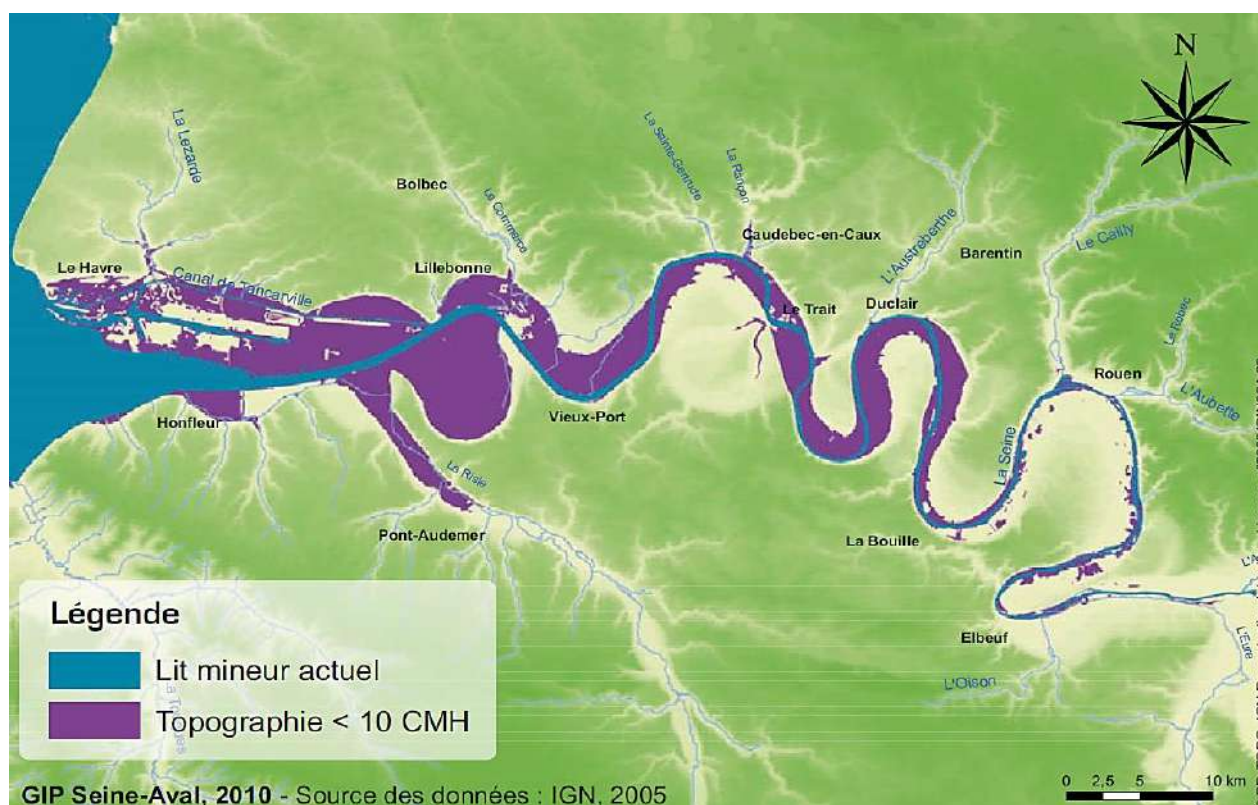 N
La Lezarde
Bolbec
Le Commerce
La Sainte-Gertrude
La Rançon
Caudebec-en-Caux
L'Austreberthe
Barentin
Le Cailly
Le Havre
Canal de Tancarville
Lillebonne
Le Trait
Duclair
Le Robec
Rouen
L'Aubette
Honfleur
Vieux-Port
La Seine
La Risle
Pont-Audemer
La Bouille
Elbeuf
L'Oison
L'Eure
Légende
Lit mineur actuel
Topographie < 10 CMH
0 2,5 5 10 km
GIP Seine-Aval, 2010 - Source des données : IGN, 2005